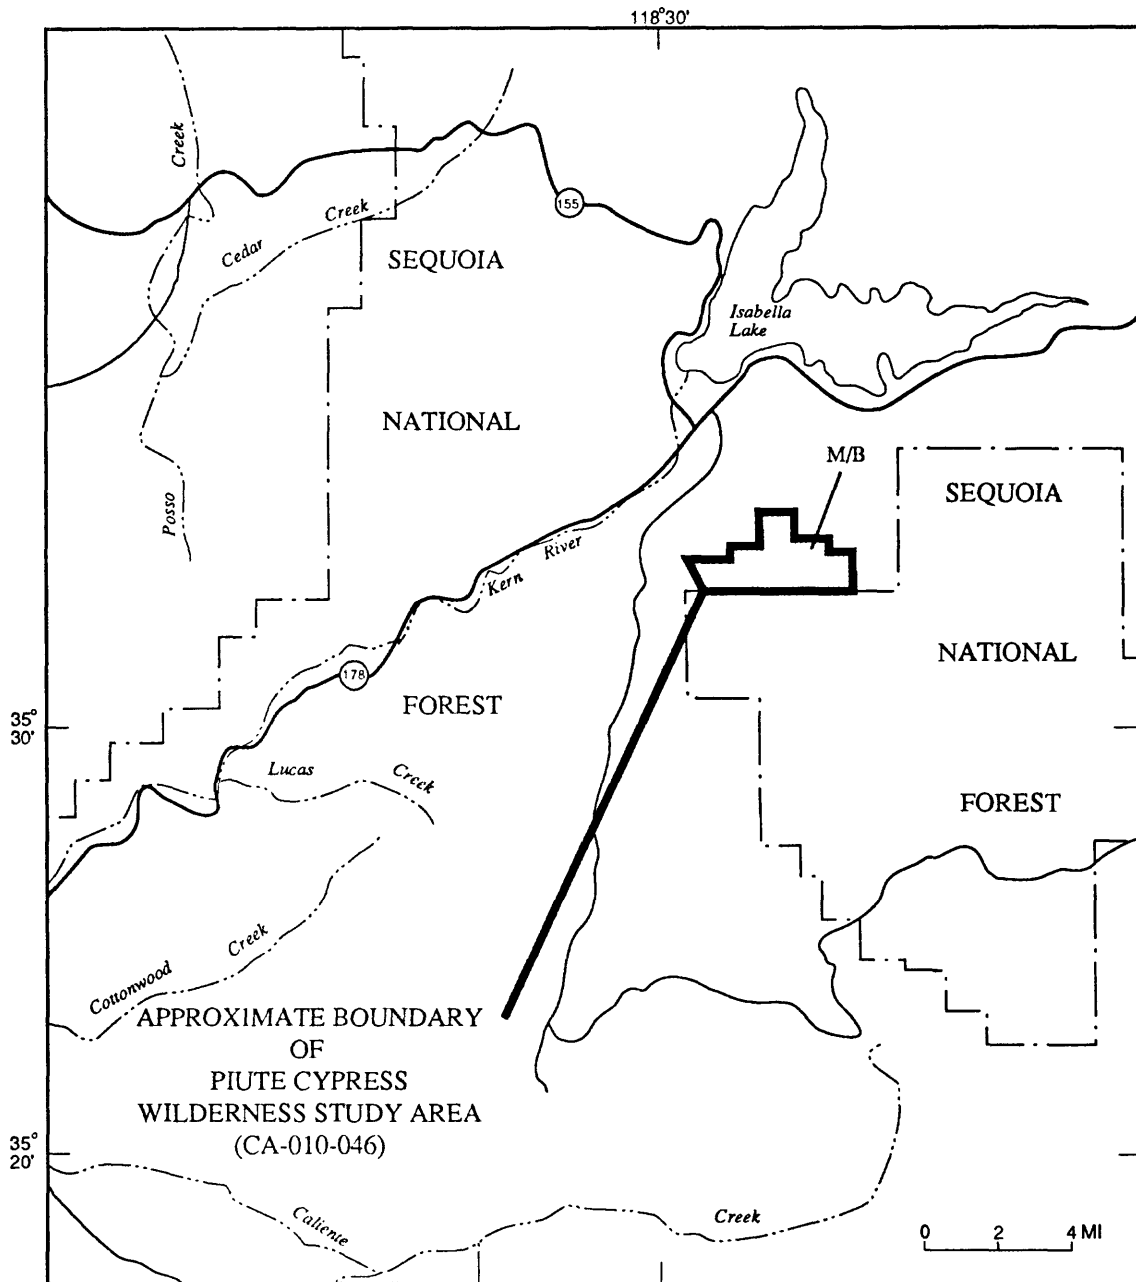 118°30'
Creek
Creek
Cedar
155
SEQUOIA
Isabella
Lake
NATIONAL
M/B
SEQUOIA
Posso
River
Kern
NATIONAL
178
FOREST
35°
30'
Lucas
Creek
FOREST
Creek
Cottonwood
APPROXIMATE BOUNDARY
OF
PIUTE CYPRESS
WILDERNESS STUDY AREA
(CA-010-046)
35°
20'
Caliente
Creek
0 2 4 MI